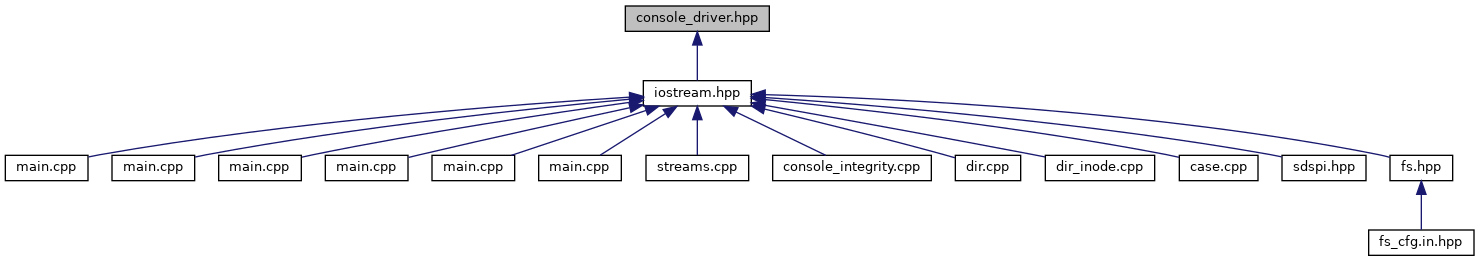 console_driver.hpp
iostream.hpp
main.cpp
main.cpp
main.cpp
main.cpp
main.cpp
main.cpp
streams.cpp
console_integrity.cpp
dir.cpp
dir_inode.cpp
case.cpp
sdspi.hpp
fs.hpp
fs_cfg.in.hpp